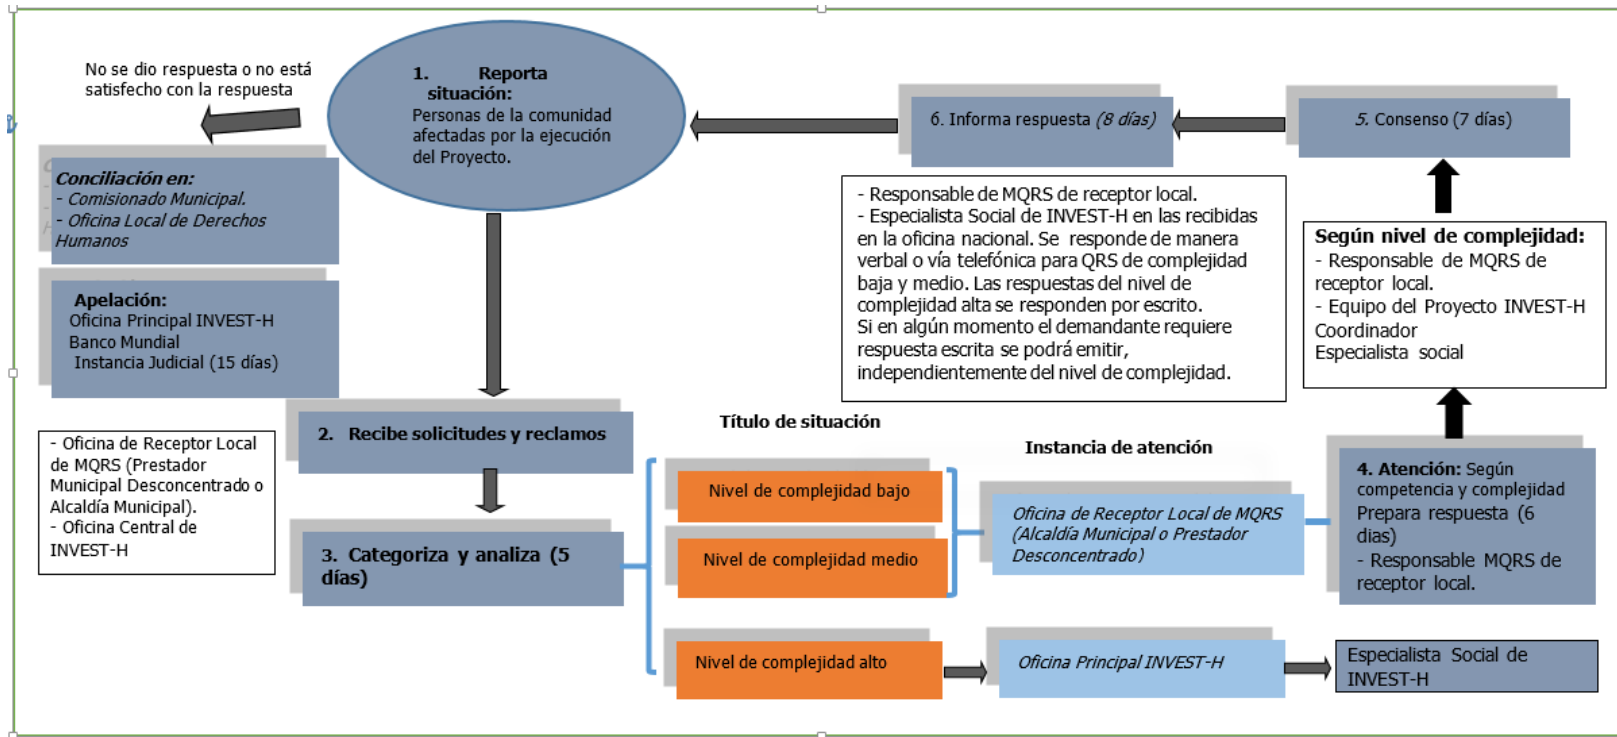 No se dio respuesta o no está
satisfecho con la respuesta
1. Reporta
situación:
Personas de la comunidad
afectadas por la ejecución
del Proyecto.
6. Informa respuesta (8 días)
5. Consenso (7 días)
Conciliación en:
- Comisionado Municipal.
- Oficina Local de Derechos
Humanos
Apelación:
Oficina Principal INVEST-H
Banco Mundial
Instancia Judicial (15 días)
- Responsable de MQRS de receptor local.
- Especialista Social de INVEST-H en las recibidas
en la oficina nacional. Se responde de manera
verbal o vía telefónica para QRS de complejidad
baja y medio. Las respuestas del nivel de
complejidad alta se responden por escrito.
Si en algún momento el demandante requiere
respuesta escrita se podrá emitir,
independientemente del nivel de complejidad.
Según nivel de complejidad:
- Responsable de MQRS de
receptor local.
- Equipo del Proyecto INVEST-H
Coordinador
Especialista social
- Oficina de Receptor Local
de MQRS (Prestador
Municipal Desconcentrado o
Alcaldía Municipal).
- Oficina Central de
INVEST-H
2. Recibe solicitudes y reclamos
3. Categoriza y analiza (5
días)
Título de situación
Nivel de complejidad bajo
Nivel de complejidad medio
Nivel de complejidad alto
Instancia de atención
Oficina de Receptor Local de MQRS
(Alcaldía Municipal o Prestador
Desconcentrado)
Oficina Principal INVEST-H
4. Atención: Según
competencia y complejidad
Prepara respuesta (6
dias)
- Responsable MQRS de
receptor local.
Especialista Social de
INVEST-H